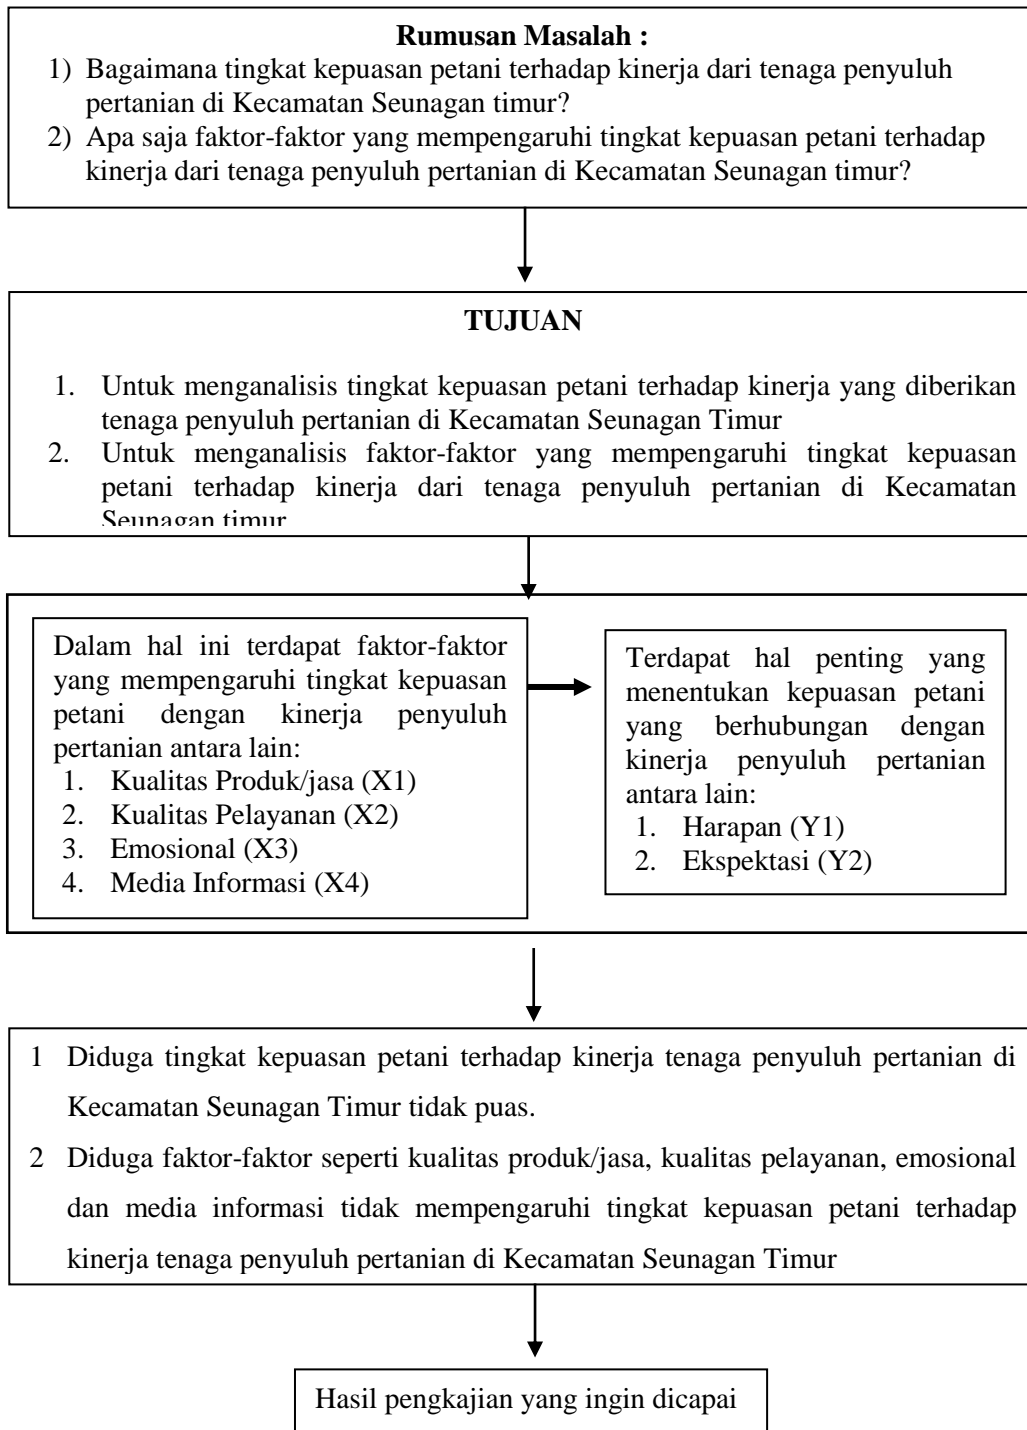 Rumusan Masalah :
1) Bagaimana tingkat kepuasan petani terhadap kinerja dari tenaga penyuluh
pertanian di Kecamatan Seunagan timur?
2) Apa saja faktor-faktor yang mempengaruhi tingkat kepuasan petani terhadap
kinerja dari tenaga penyuluh pertanian di Kecamatan Seunagan timur?
TUJUAN
1. Untuk menganalisis tingkat kepuasan petani terhadap kinerja yang diberikan
tenaga penyuluh pertanian di Kecamatan Seunagan Timur
2. Untuk menganalisis faktor-faktor yang mempengaruhi tingkat kepuasan
petani terhadap kinerja dari tenaga penyuluh pertanian di Kecamatan
Seunagan timur
Dalam hal ini terdapat faktor-faktor
yang mempengaruhi tingkat kepuasan
petani dengan kinerja penyuluh
pertanian antara lain:
1. Kualitas Produk/jasa (X1)
2. Kualitas Pelayanan (X2)
3. Emosional (X3)
4. Media Informasi (X4)
Terdapat hal penting yang
menentukan kepuasan petani
yang berhubungan dengan
kinerja penyuluh pertanian
antara lain:
1. Harapan (Y1)
2. Ekspektasi (Y2)
1 Diduga tingkat kepuasan petani terhadap kinerja tenaga penyuluh pertanian di
Kecamatan Seunagan Timur tidak puas.
2 Diduga faktor-faktor seperti kualitas produk/jasa, kualitas pelayanan, emosional
dan media informasi tidak mempengaruhi tingkat kepuasan petani terhadap
kinerja tenaga penyuluh pertanian di Kecamatan Seunagan Timur
Hasil pengkajian yang ingin dicapai